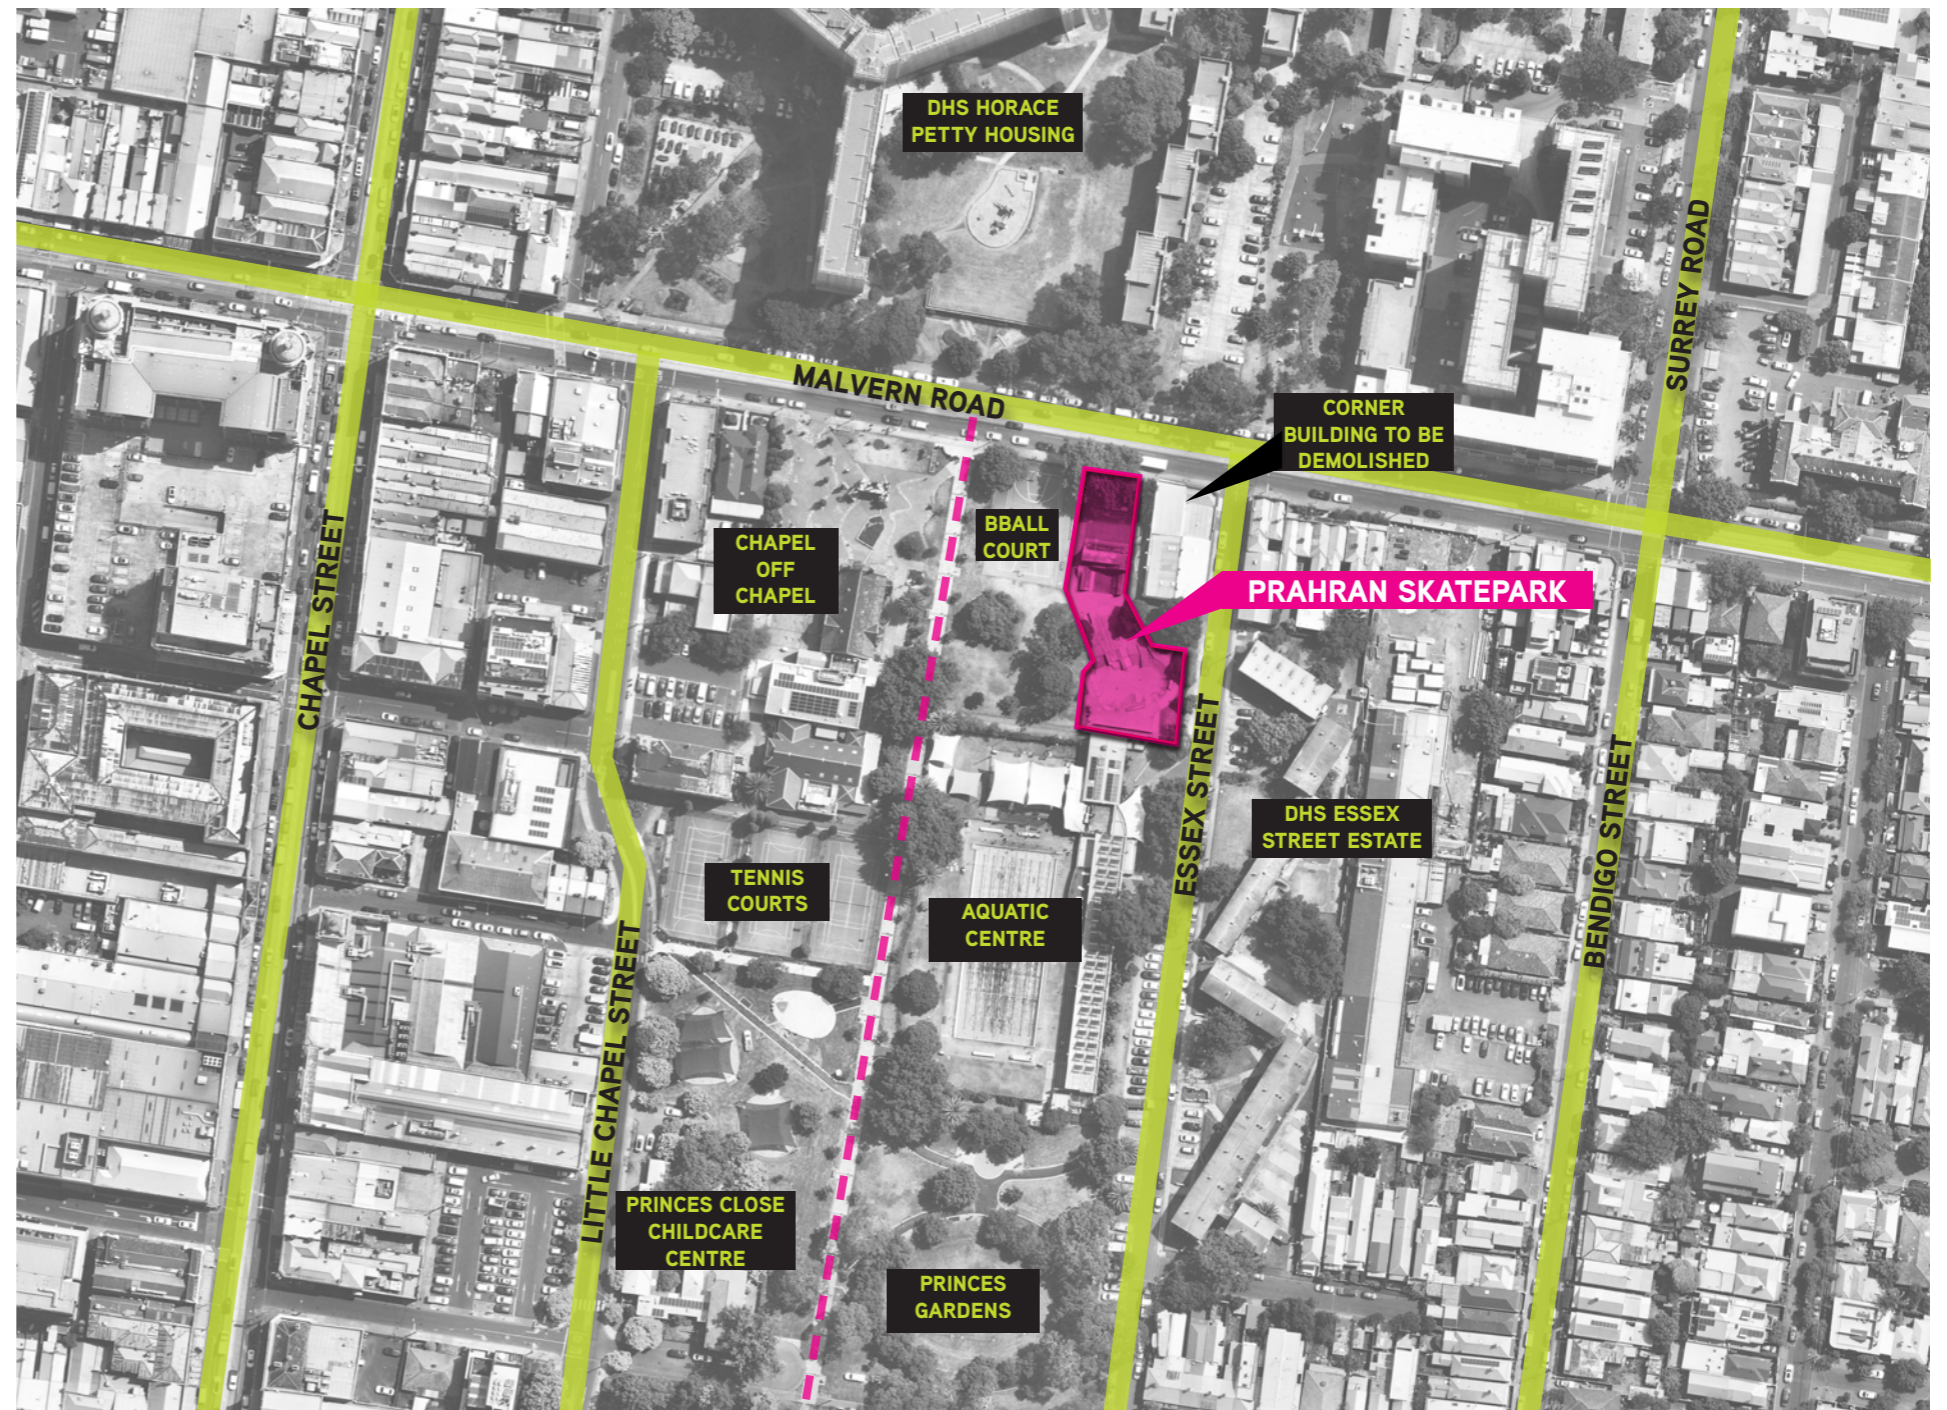 DHS HORACE
PETTY HOUSING
SURREY ROAD
MALVERN ROAD
CORNER
BUILDING TO BE
DEMOLISHED
BBALL
COURT
CHAPEL
OFF
CHAPEL
PRAHRAN SKATEPARK
CHAPEL STREET
ESSEX STREET
BENDIGO STREET
DHS ESSEX
STREET ESTATE
TENNIS
COURTS
AQUATIC
CENTRE
LITTLE CHAPEL STREET
PRINCES CLOSE
CHILDCARE
CENTRE
PRINCES
GARDENS